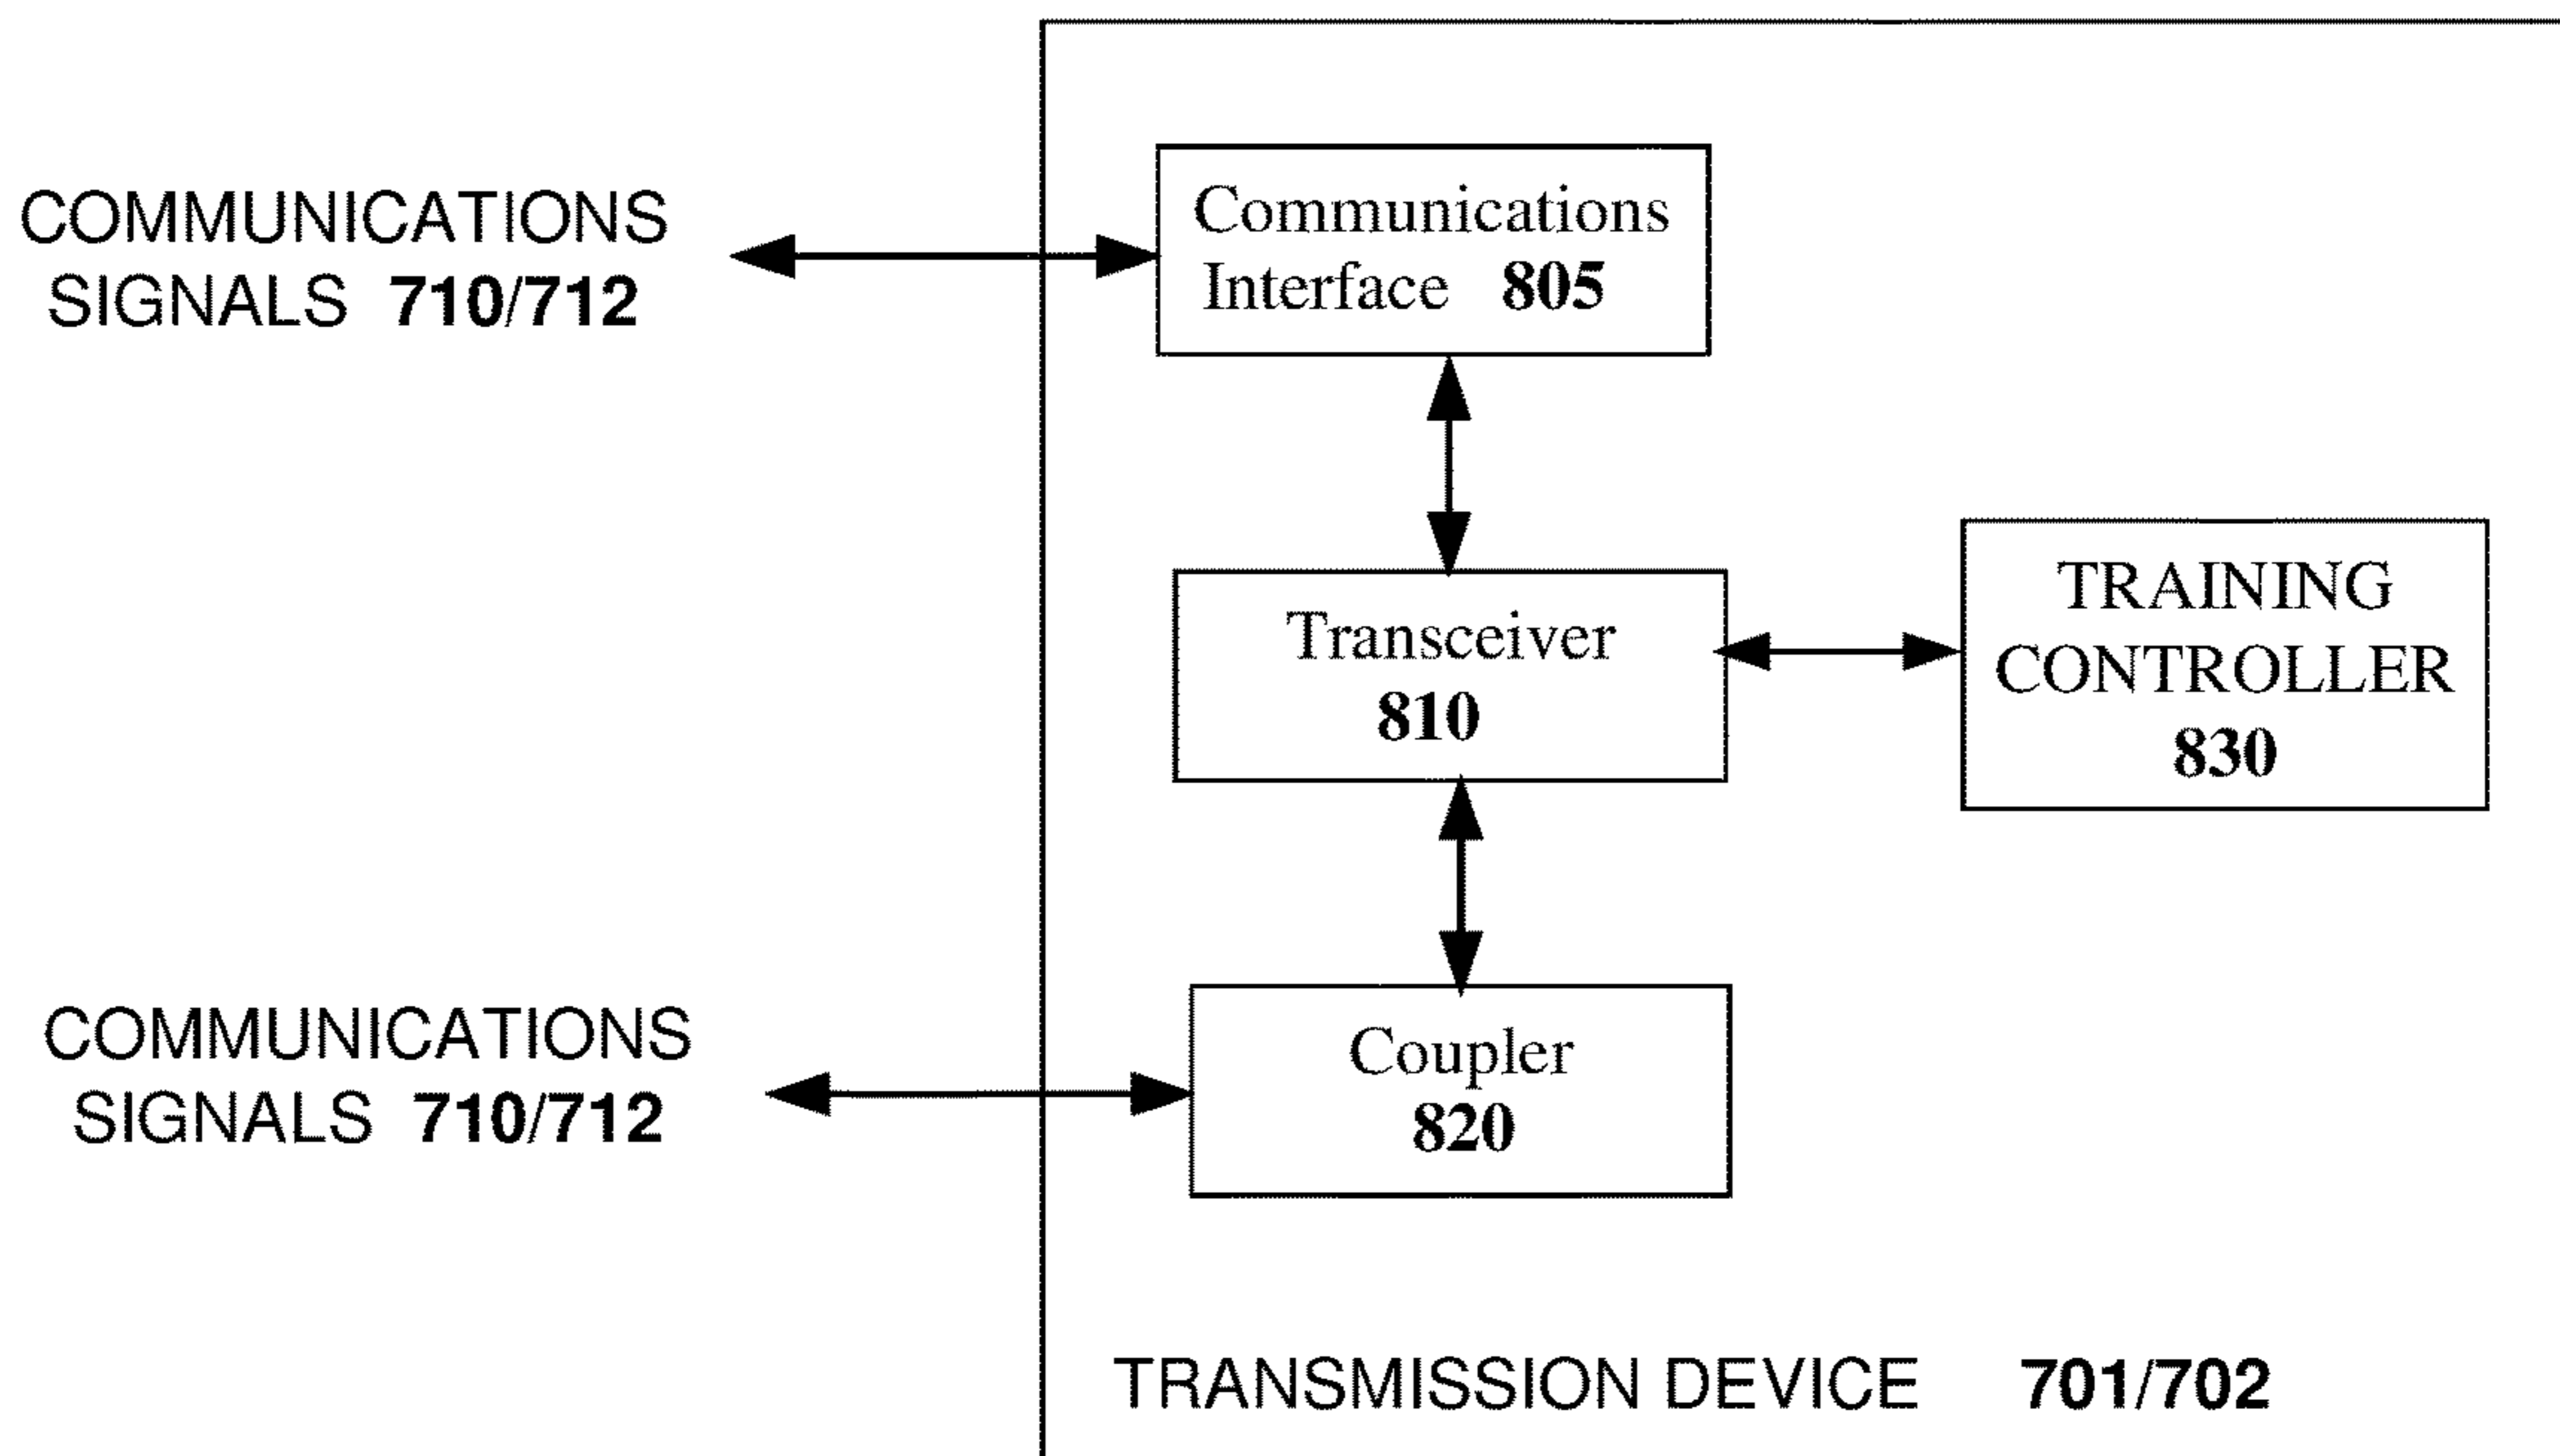 COMMUNICATIONS
SIGNALS 710/712
Communications
Interface 805
Transceiver
810
TRAINING
CONTROLLER
830
COMMUNICATIONS
SIGNALS 710/712
Coupler
820
TRANSMISSION DEVICE 701/702